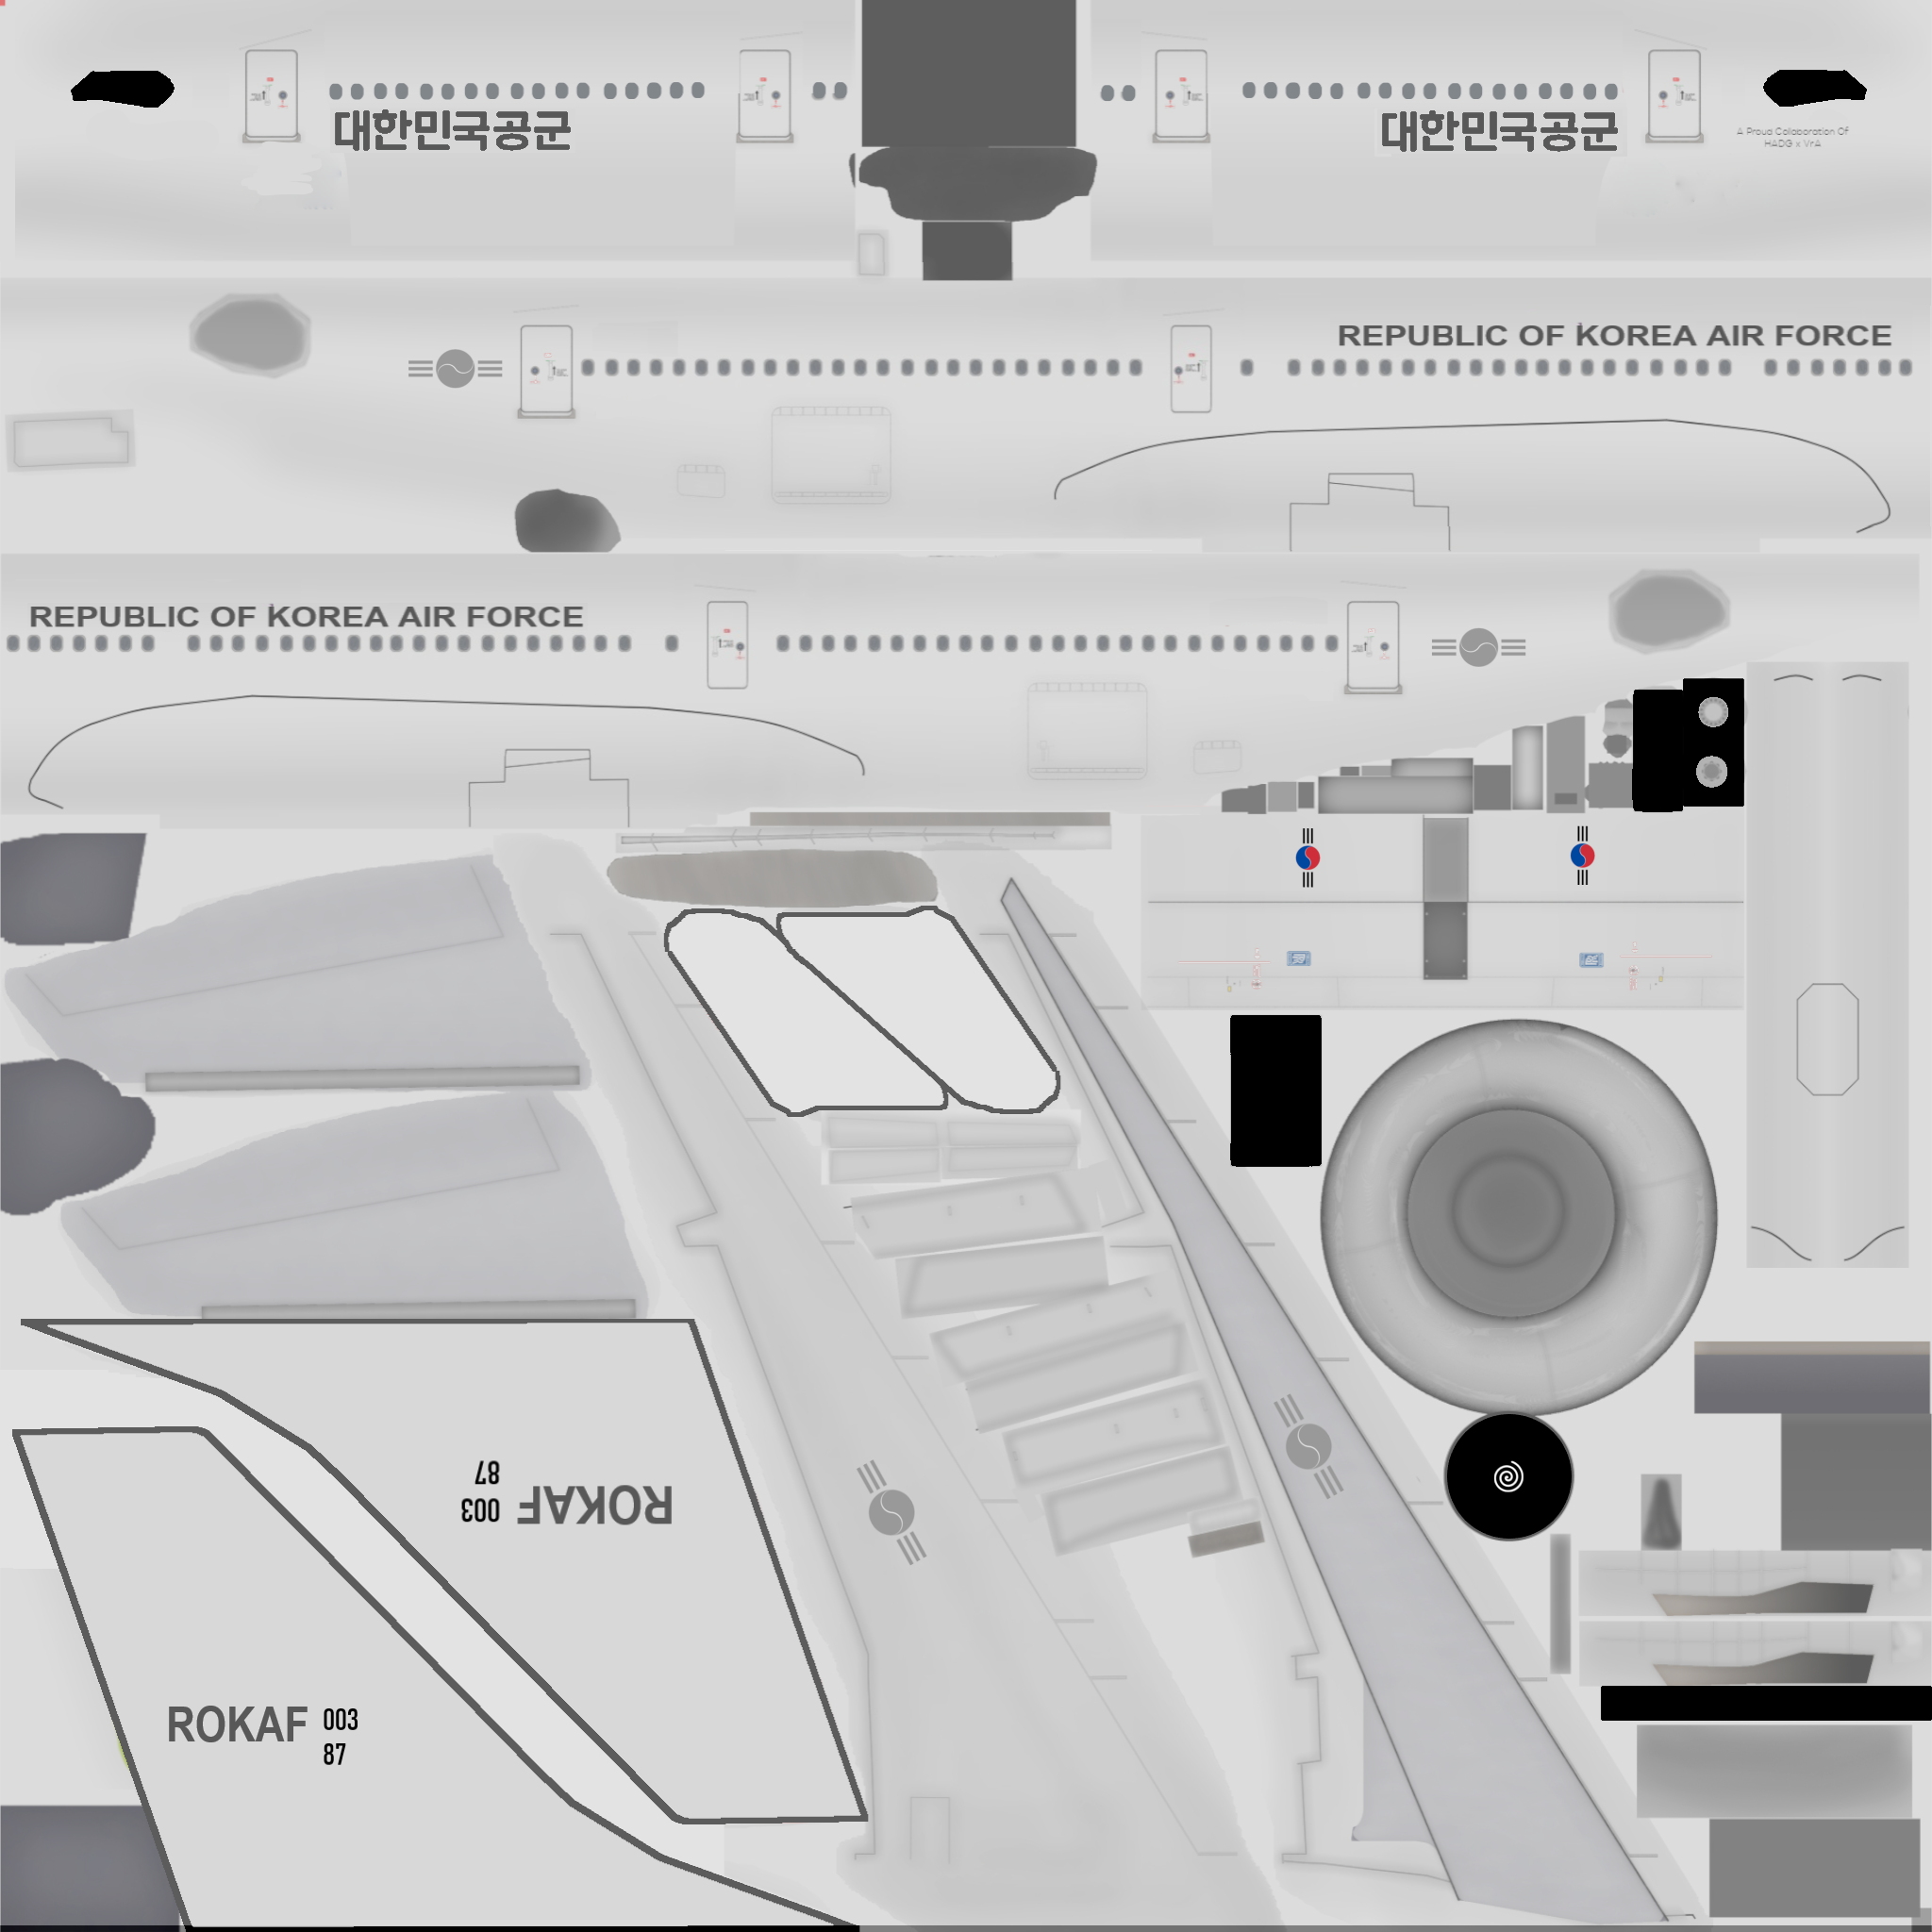 대한민국공군
대한민국공군
A Proud Collaboration Of
HADG x VrA
REPUBLIC OF KOREA AIR FORCE
REPUBLIC OF KOREA AIR FORCE
87
003 ROKAF
ROKAF 003
87